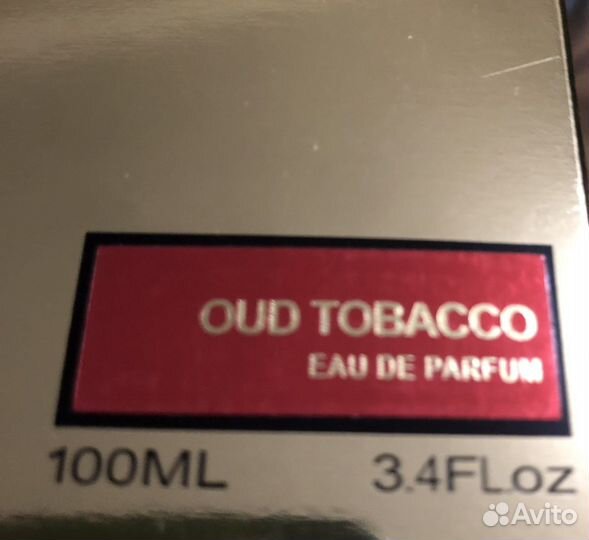 OUD TOBACCO
EAU DE PARFUM
100ML 3.4FLoz
Avito